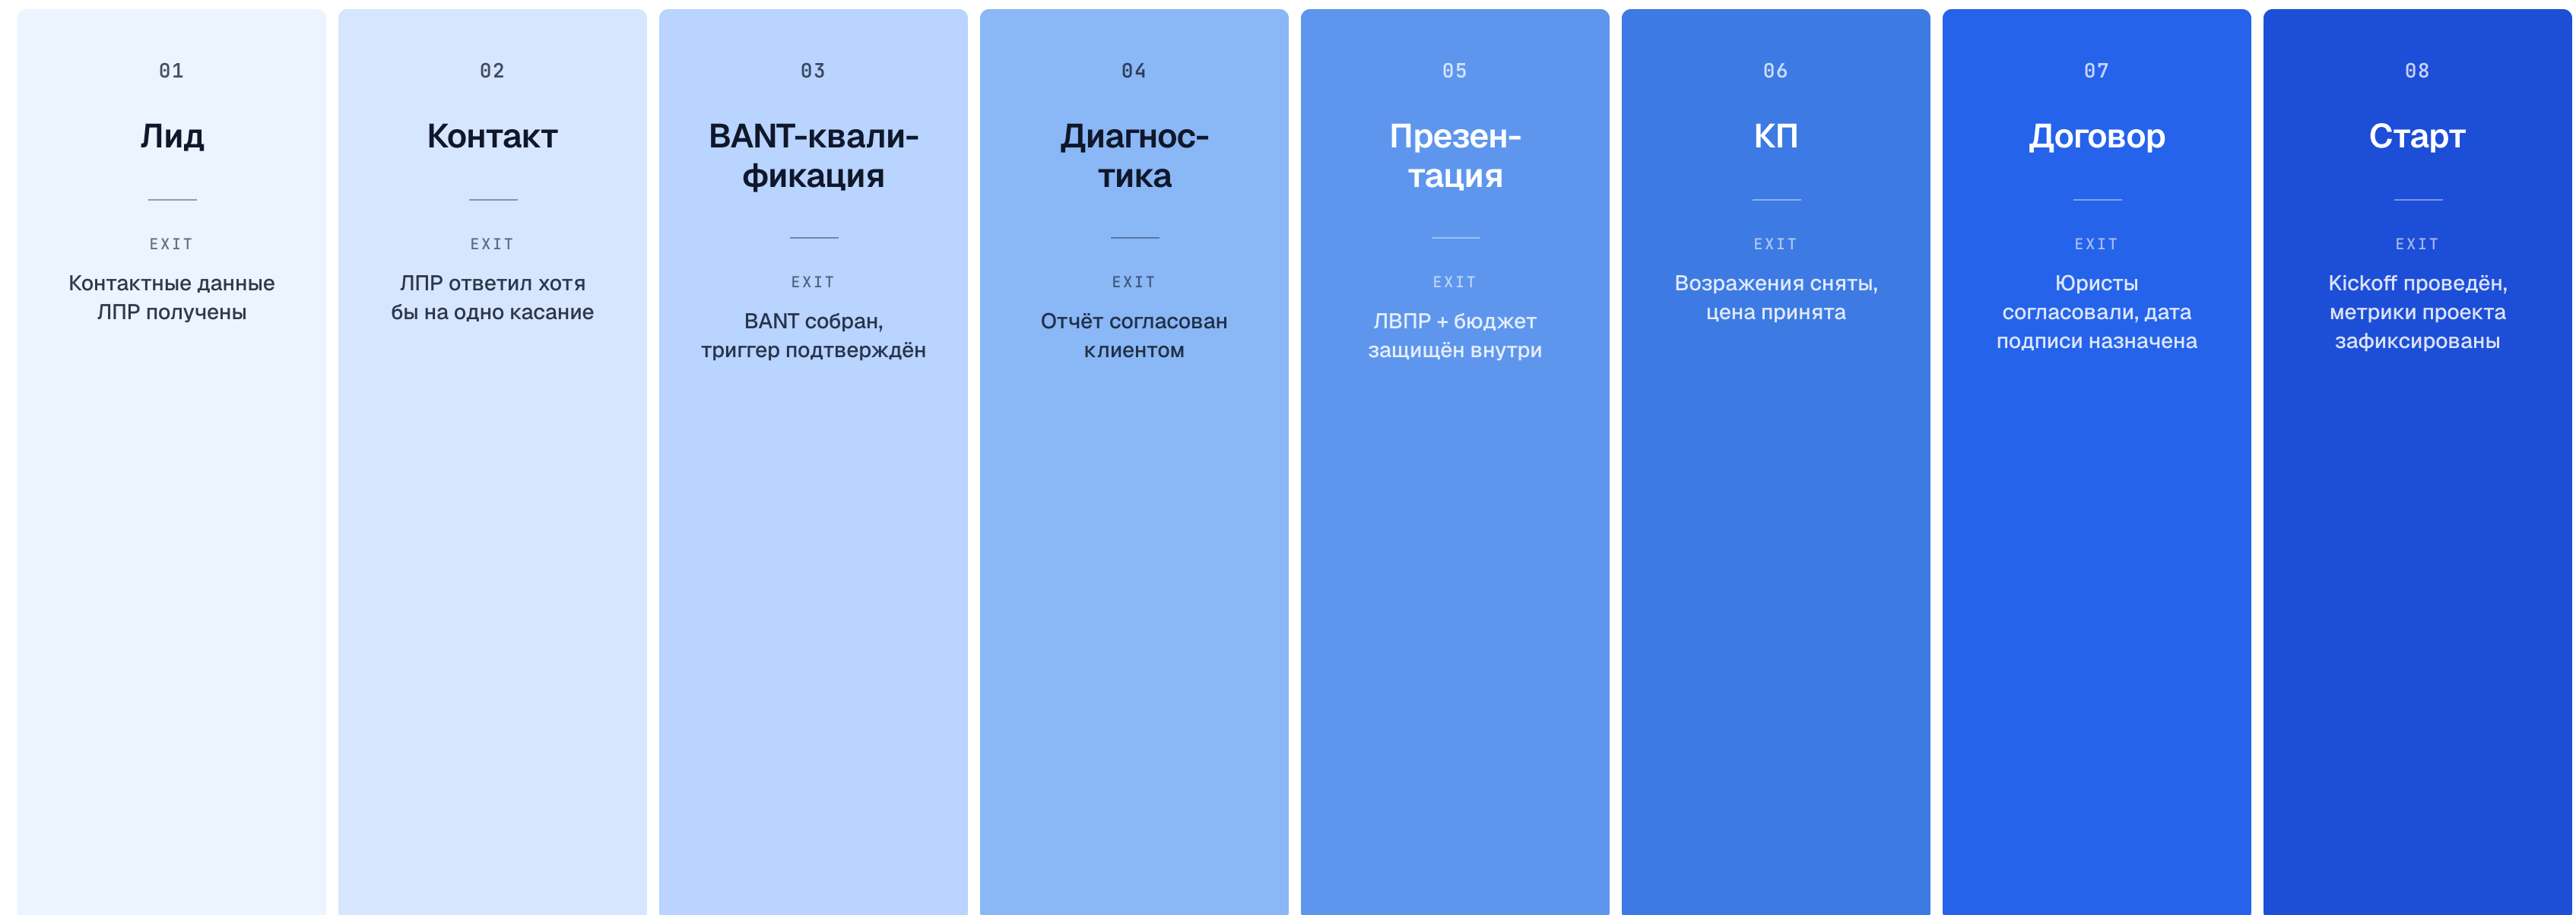 01
Лид
EXIT
Контактные данные
ЛПР получены
02
Контакт
EXIT
ЛПР ответил хотя
бы на одно касание
03
BANT-квали-
фикация
EXIT
BANT собран,
триггер подтверждён
04
Диагнос-
тика
EXIT
Отчёт согласован
клиентом
05
Презен-
тация
EXIT
ЛВПР + бюджет
защищён внутри
06
КП
EXIT
Возражения сняты,
цена принята
07
Договор
EXIT
Юристы
согласовали, дата
подписи назначена
08
Старт
EXIT
Kickoff проведён,
метрики проекта
зафиксированы